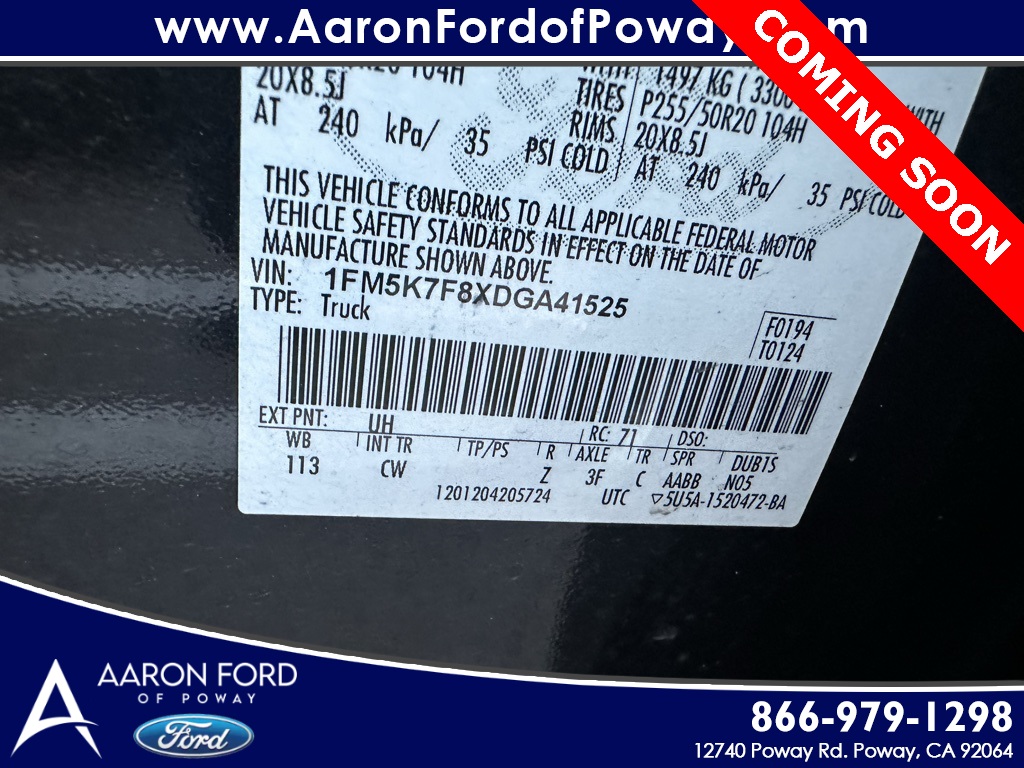 www.AaronFordofPoway.com
COMING SOON
20X8.5J
AT 240 kPa/ 35 PSI COLD
1497 KG
TIRES P255/50R20 104H
RIMS 20X8.5J
AT 240 kPa/ 35 PSI COLD
THIS VEHICLE CONFORMS TO ALL APPLICABLE FEDERAL MOTOR
VEHICLE SAFETY STANDARDS IN EFFECT ON THE DATE OF
MANUFACTURE SHOWN ABOVE.
VIN: 1FM5K7F8XDGA41525
TYPE: Truck
F0194
T0124
EXT PNT: UH RC: 71 DSO:
WB INT TR TP/PS R AXLE TR SPR DUBTS
113 CW Z 3F C AABB N05
1201204205724 UTC ▽5U5A-1520472-BA
AARON FORD
OF POWAY
Ford
866-979-1298
12740 Poway Rd. Poway, CA 92064